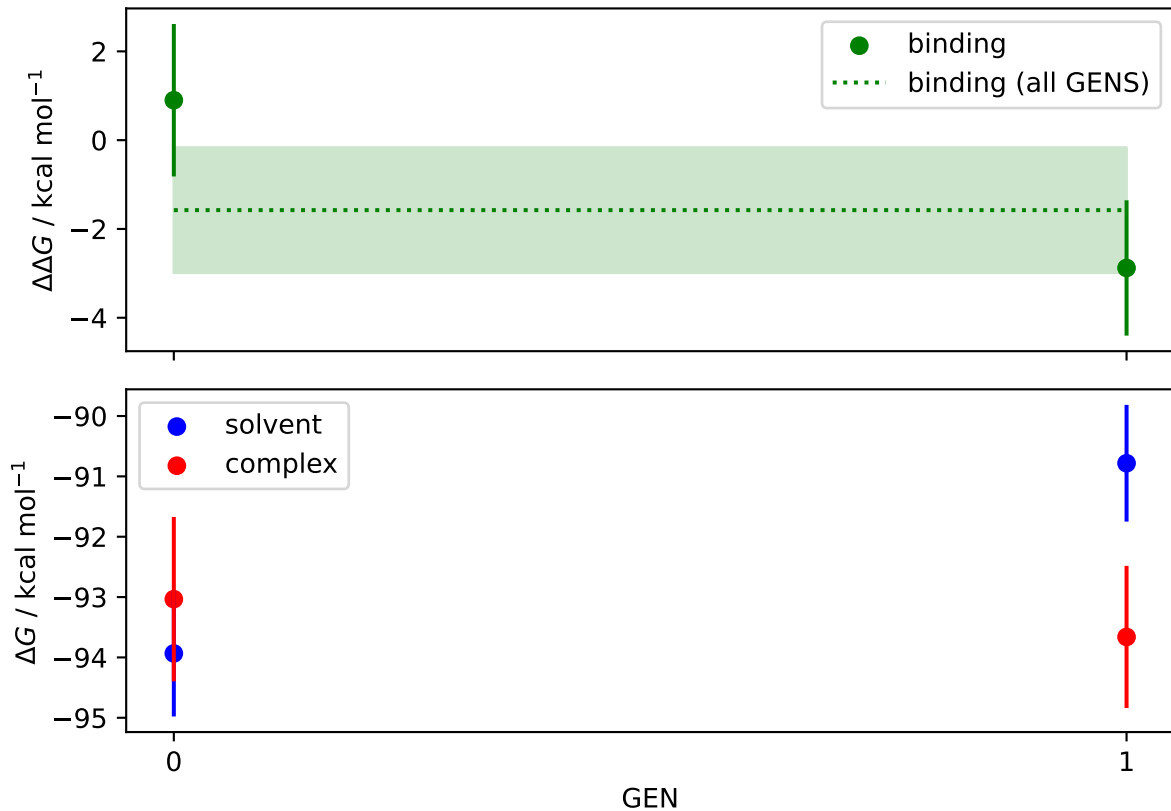 2
0
−2
−4
ΔΔG / kcal mol⁻¹
binding
binding (all GENS)
−90
−91
−92
−93
−94
−95
ΔG / kcal mol⁻¹
solvent
complex
0
1
GEN